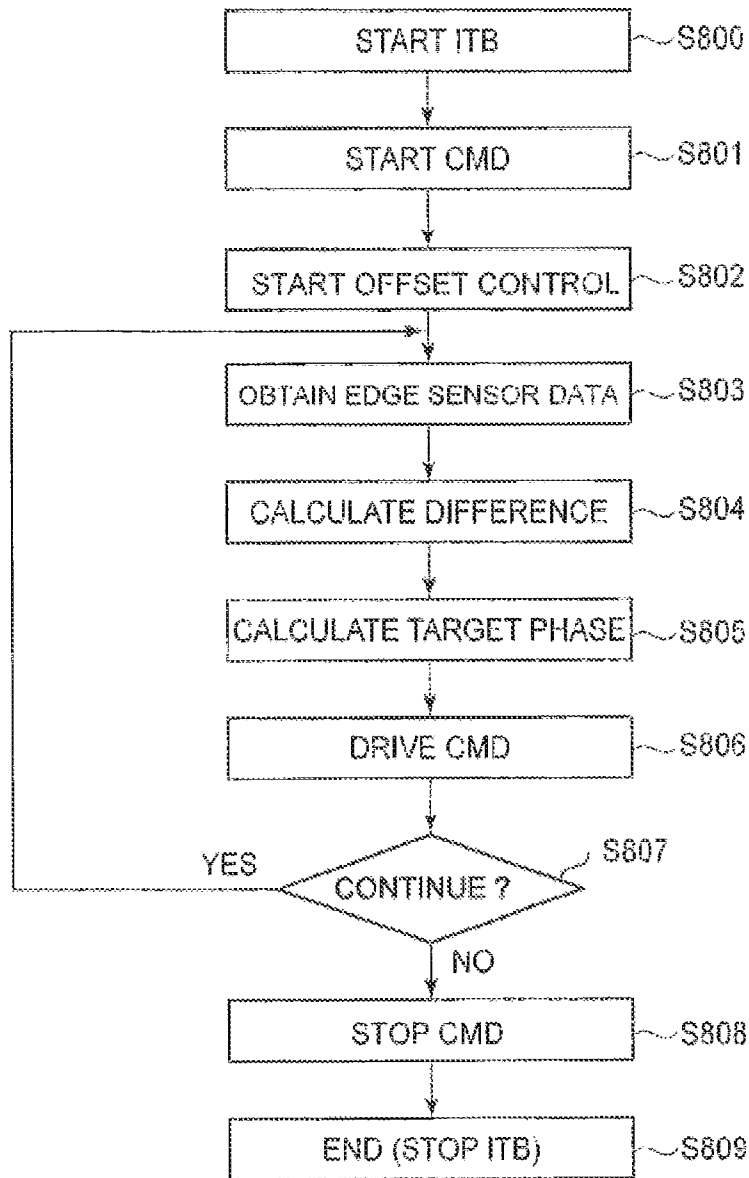 START ITB
S800
START CMD
S801
START OFFSET CONTROL
S802
OBTAIN EDGE SENSOR DATA
S803
CALCULATE DIFFERENCE
S804
CALCULATE TARGET PHASE
S805
DRIVE CMD
S806
YES
CONTINUE ?
S807
NO
STOP CMD
S808
END (STOP ITB)
S809